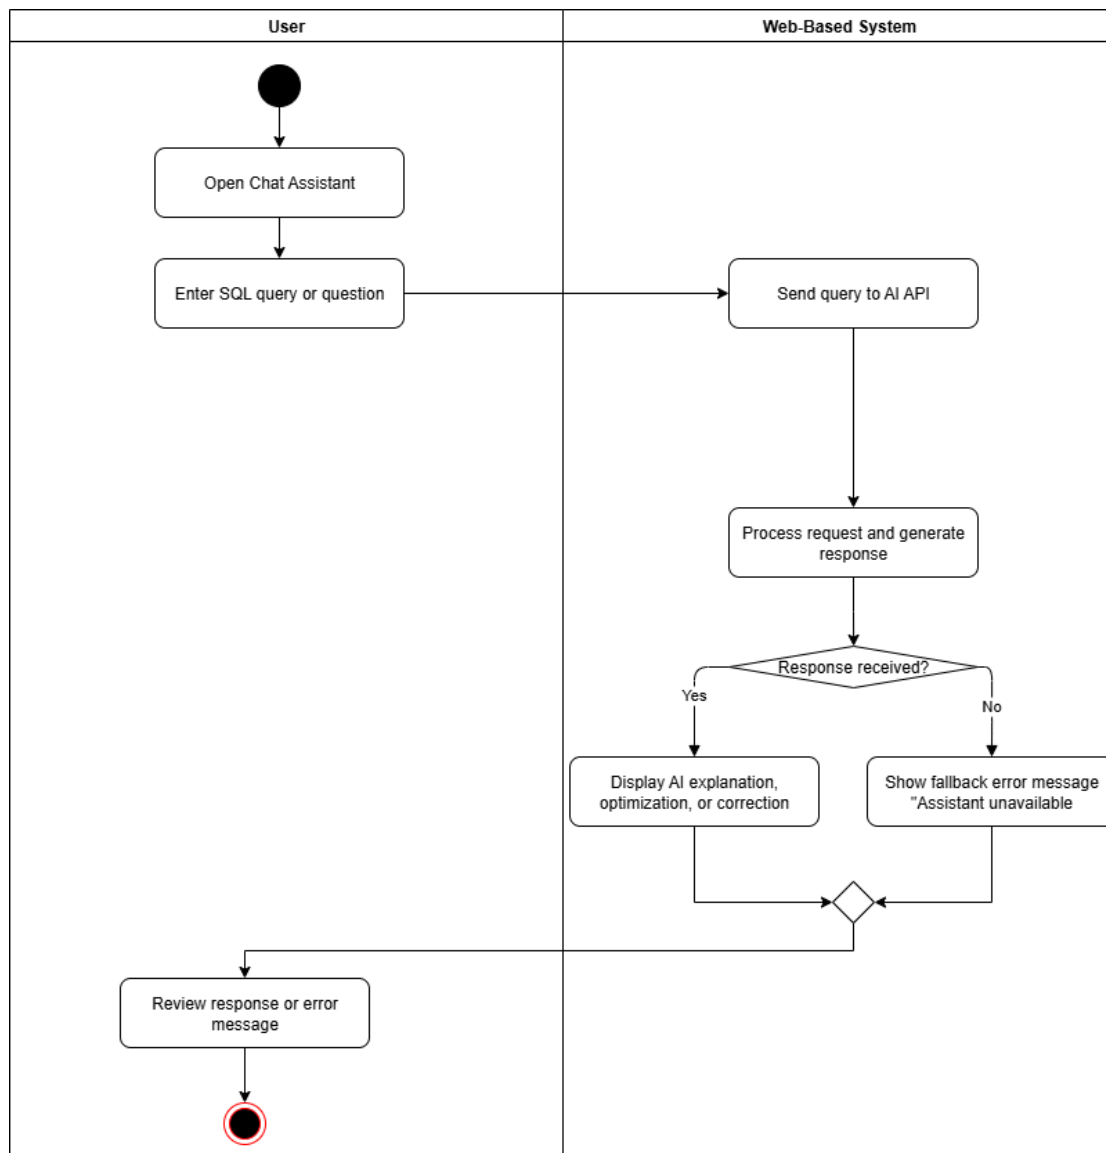 User
Web-Based System
Open Chat Assistant
Enter SQL query or question
Send query to AI API
Process request and generate
response
Response received?
Yes
No
Display AI explanation,
optimization, or correction
Show fallback error message
"Assistant unavailable
Review response or error
message